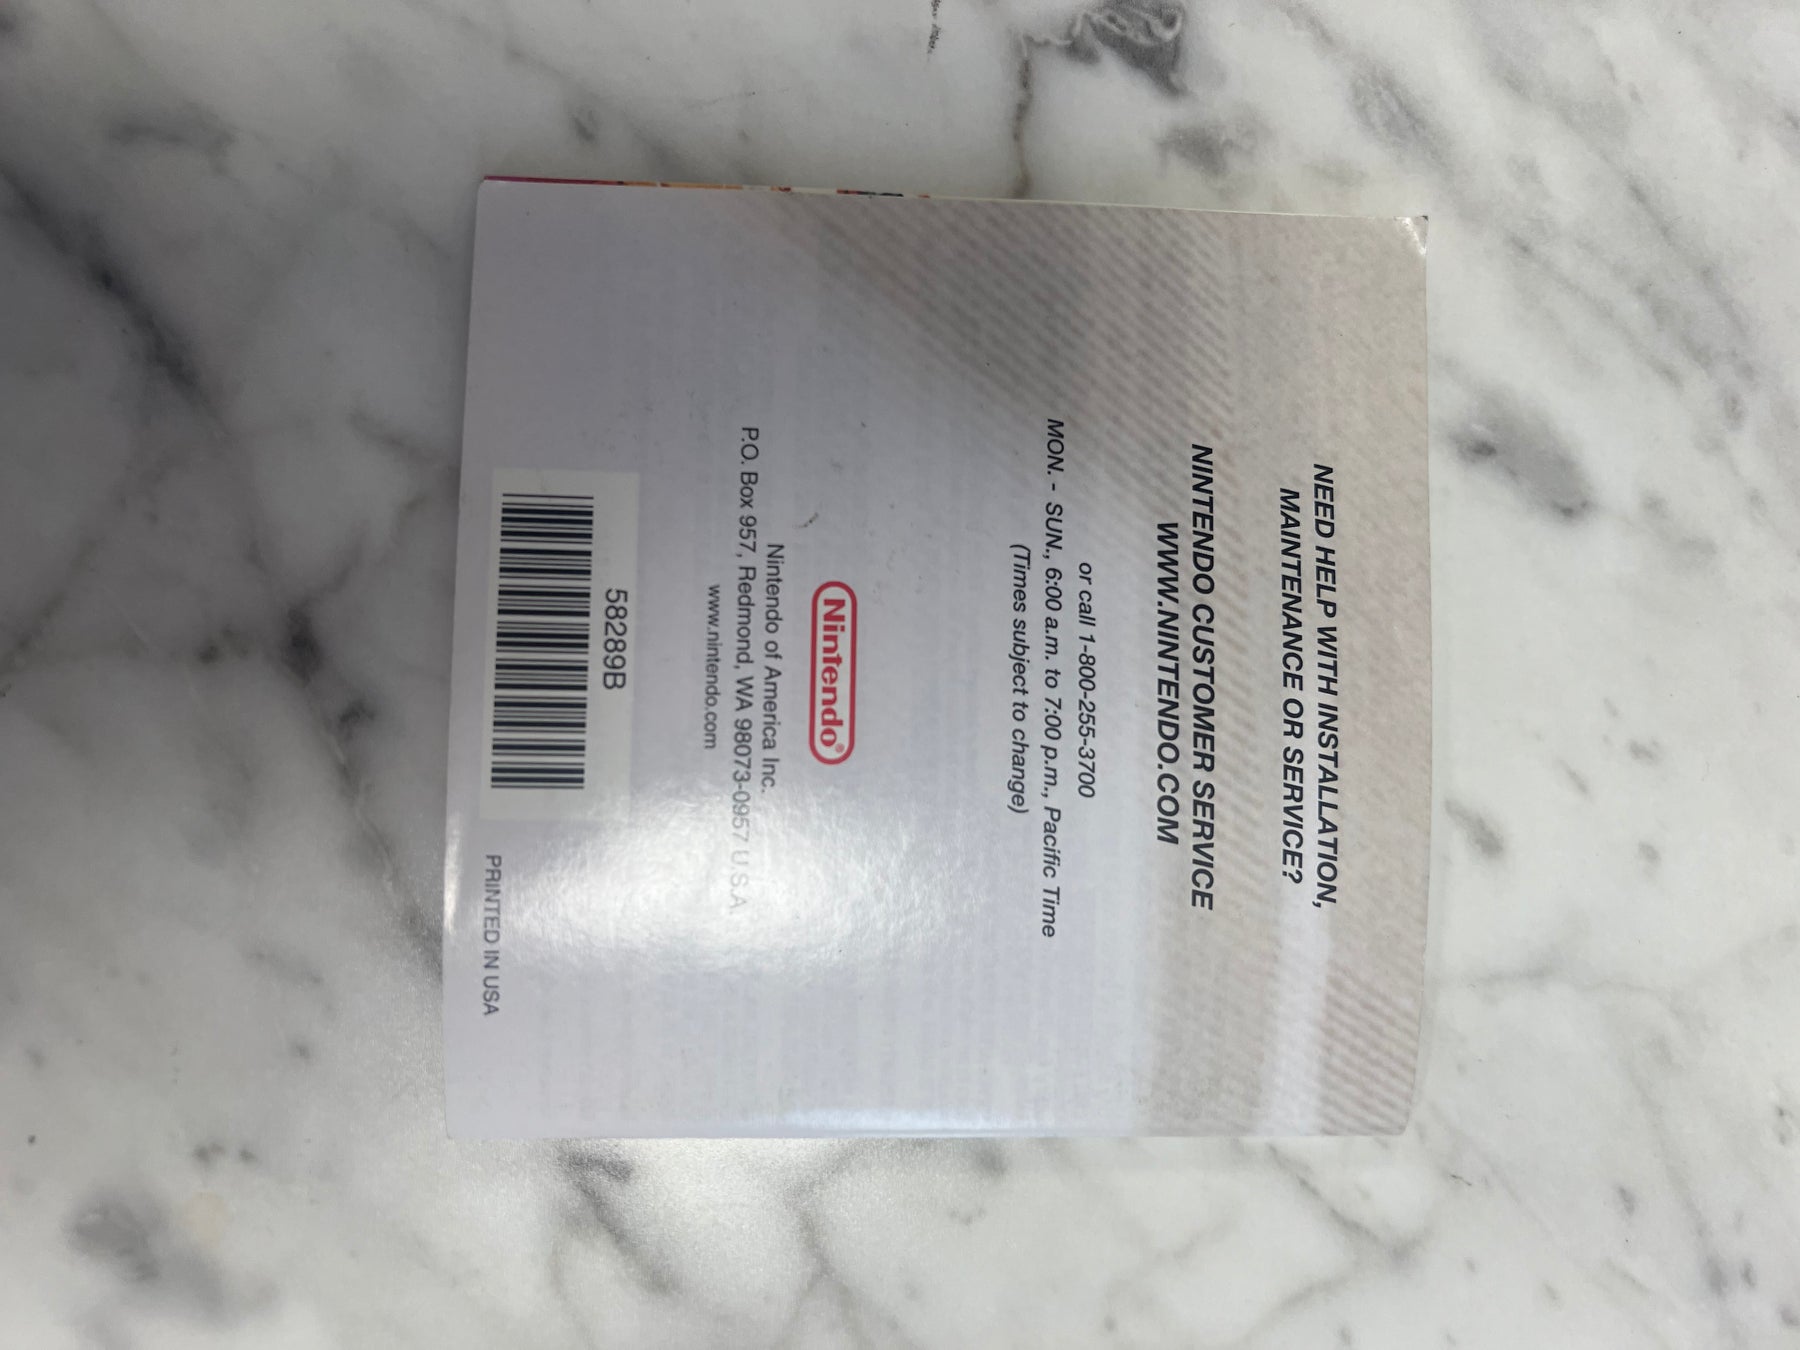 NEED HELP WITH INSTALLATION,
MAINTENANCE OR SERVICE?
NINTENDO CUSTOMER SERVICE
WWW.NINTENDO.COM
or call 1-800-255-3700
MON. - SUN., 6:00 a.m. to 7:00 p.m., Pacific Time
(Times subject to change)
Nintendo®
Nintendo of America Inc.
P.O. Box 957, Redmond, WA 98073-0957 U.S.A.
www.nintendo.com
58289B
PRINTED IN USA